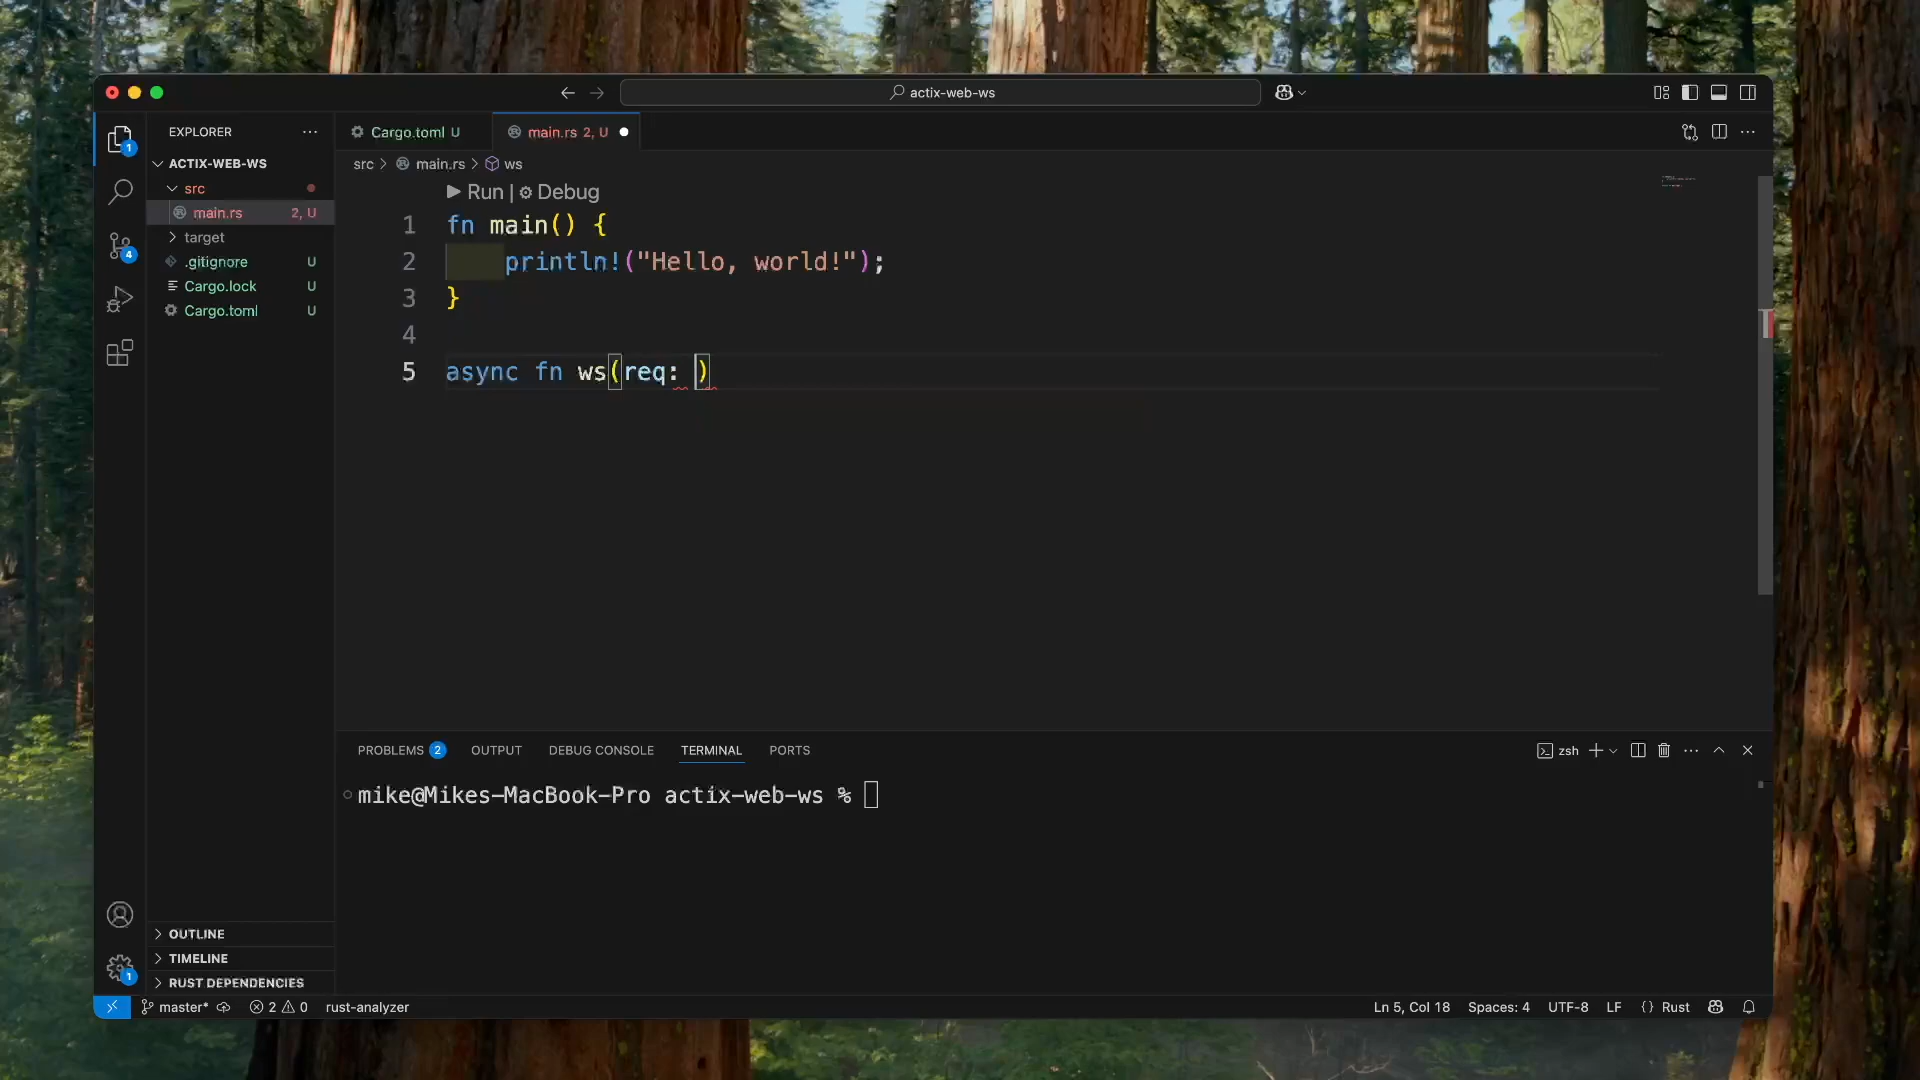 actix-web-ws
EXPLORER
Cargo.toml U
main.rs 2, U
ACTIX-WEB-WS
src
main.rs 2, U
target
.gitignore U
Cargo.lock U
Cargo.toml U
src > main.rs > ws
Run | Debug
1 fn main() {
2 println!("Hello, world!");
3 }
4
5 async fn ws(req: )
1
4
1
OUTLINE
TIMELINE
RUST DEPENDENCIES
PROBLEMS 2 OUTPUT DEBUG CONSOLE TERMINAL PORTS
zsh
mike@Mikes-MacBook-Pro actix-web-ws %
master* 2 0 rust-analyzer
Ln 5, Col 18 Spaces: 4 UTF-8 LF {} Rust